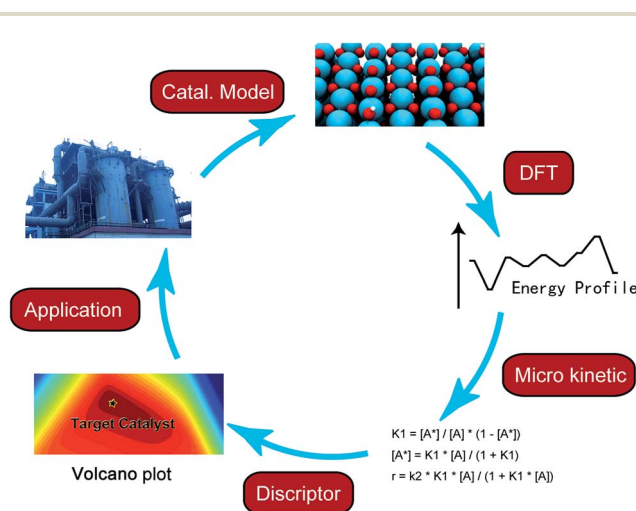 Catal. Model
DFT
Energy Profile
Micro kinetic
K1 = [A*] / [A] * (1 - [A*])
[A*] = K1 * [A] / (1 + K1)
r = k2 * K1 * [A] / (1 + K1 * [A])
Discriptor
Target Catalyst
Volcano plot
Application